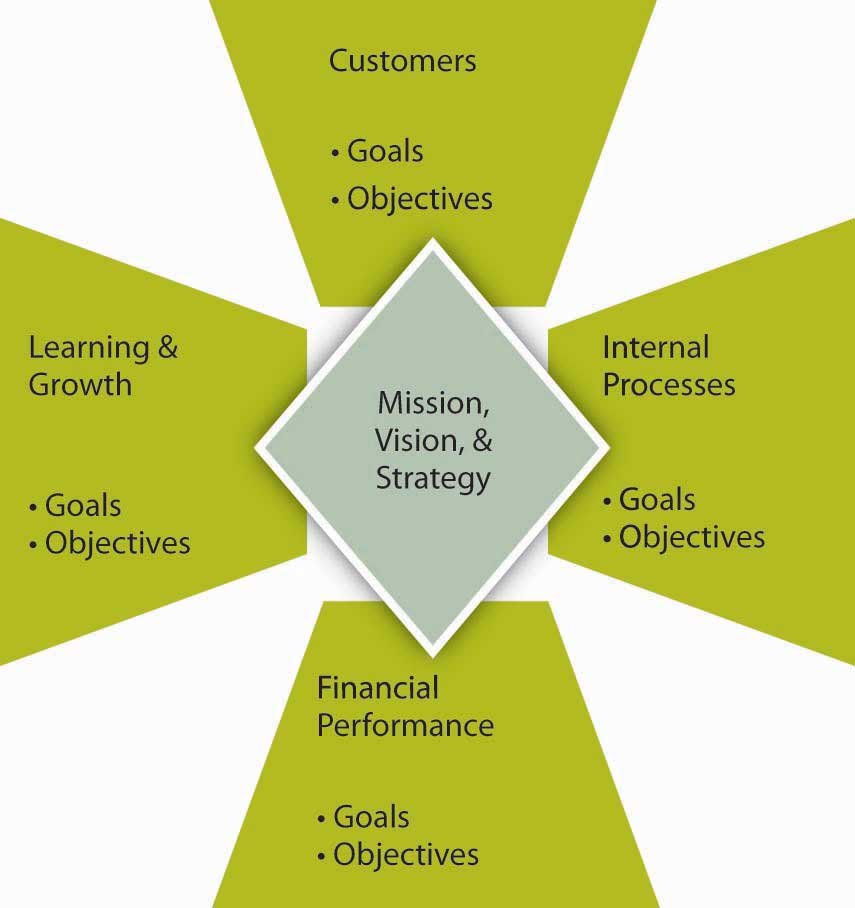 Customers
• Goals
• Objectives
Learning &
Growth
• Goals
• Objectives
Mission,
Vision, &
Strategy
Internal
Processes
• Goals
• Objectives
Financial
Performance
• Goals
• Objectives